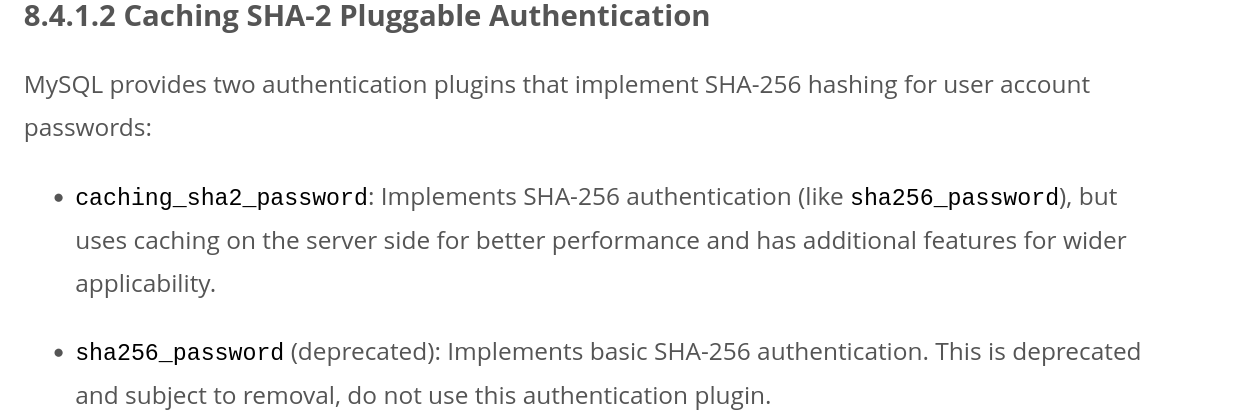 8.4.1.2 Caching SHA-2 Pluggable Authentication
MySQL provides two authentication plugins that implement SHA-256 hashing for user account
passwords:
• caching_sha2_password: Implements SHA-256 authentication (like sha256_password), but
uses caching on the server side for better performance and has additional features for wider
applicability.
• sha256_password (deprecated): Implements basic SHA-256 authentication. This is deprecated
and subject to removal, do not use this authentication plugin.